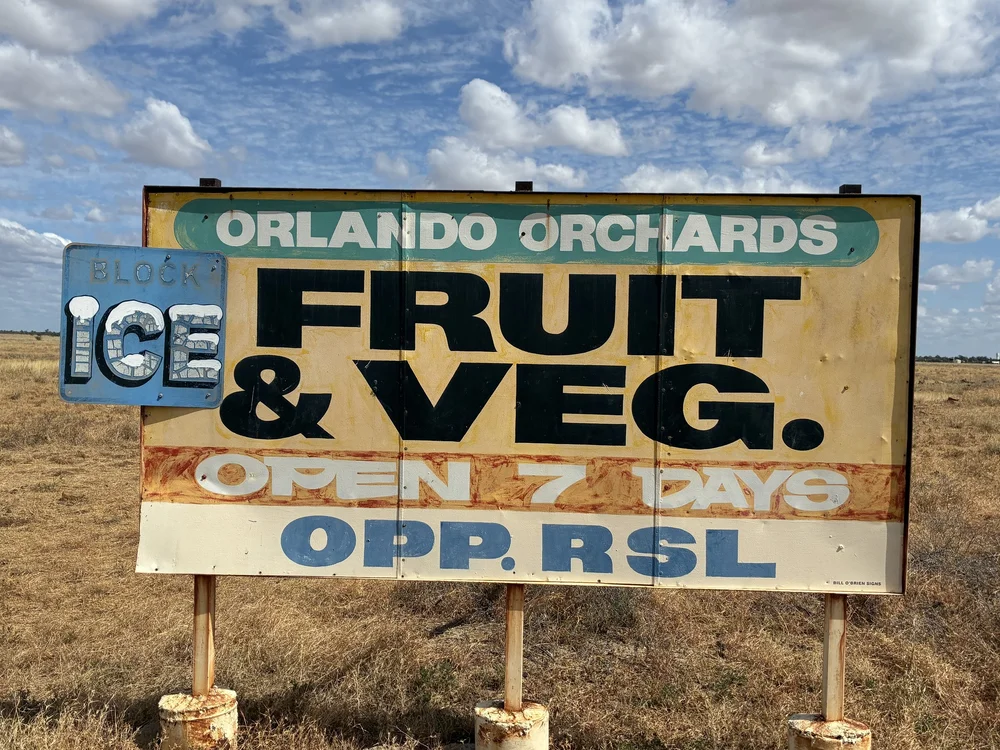 ORLANDO ORCHARDS
BLOCK
ICE
FRUIT
& VEG.
OPEN 7 DAYS
OPP. RSL
BILL O'BRIEN SIGNS